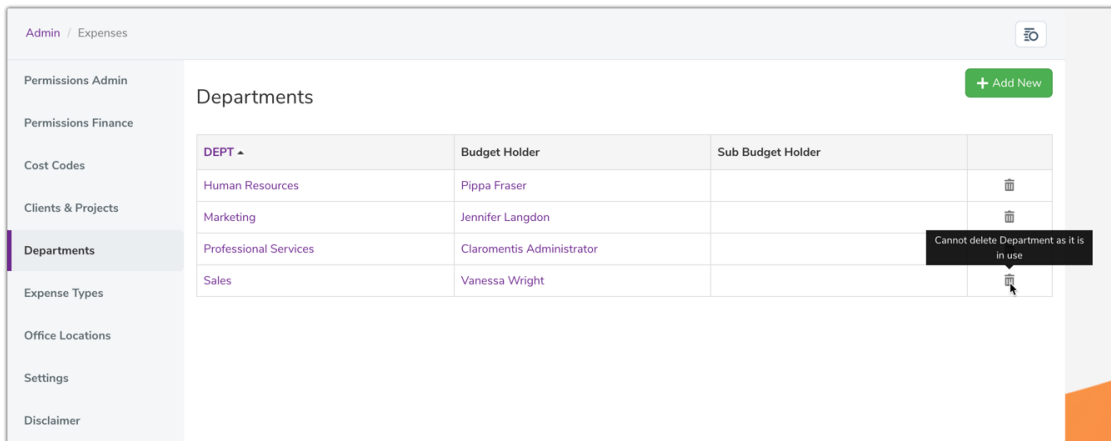 Admin / Expenses
Permissions Admin
Permissions Finance
Cost Codes
Clients & Projects
Departments
Expense Types
Office Locations
Settings
Disclaimer
Departments
+ Add New
DEPT Budget Holder Sub Budget Holder
Human Resources Pippa Fraser
Marketing Jennifer Langdon
Professional Services Claromentis Administrator
Cannot delete Department as it is
in use
Sales Vanessa Wright